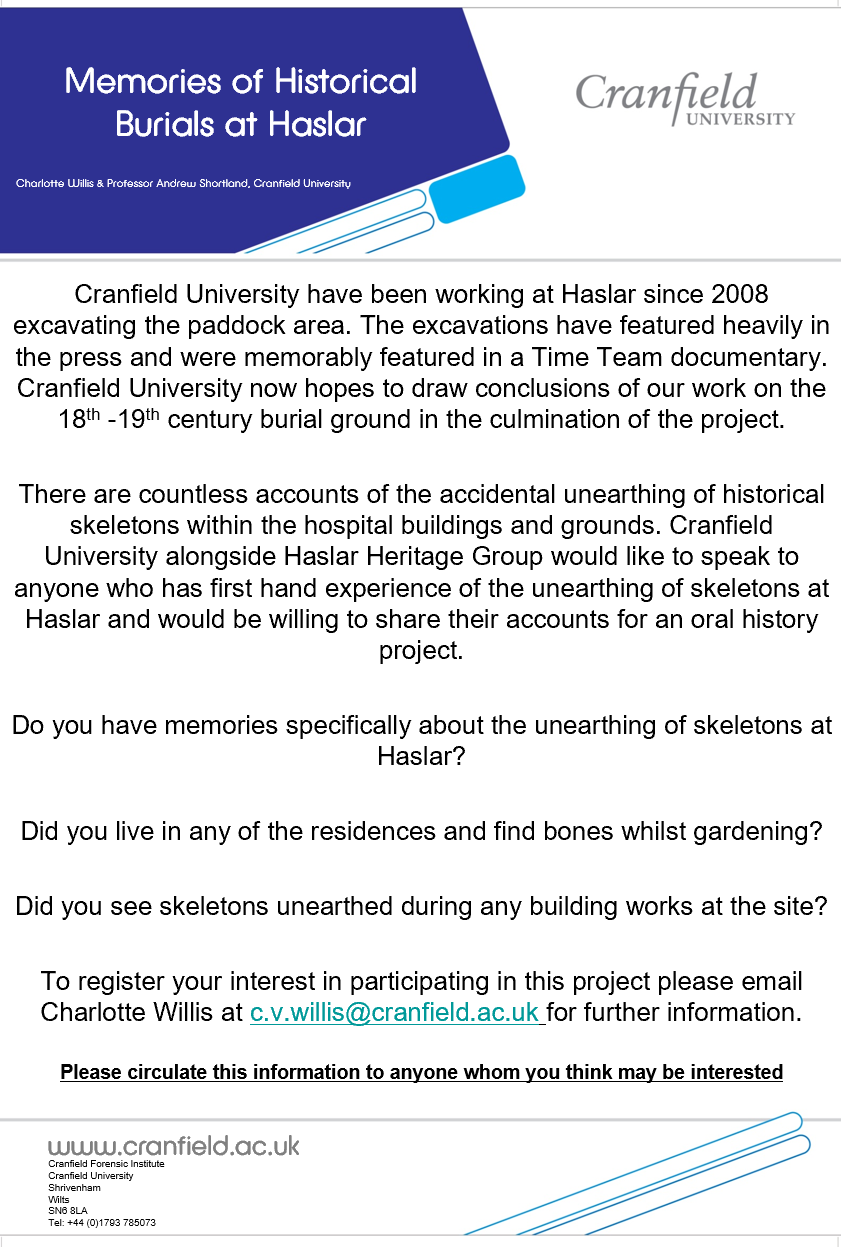 Memories of Historical
Burials at Haslar
Charlotte Willis & Professor Andrew Shortland, Cranfield University
Cranfield
UNIVERSITY
Cranfield University have been working at Haslar since 2008
excavating the paddock area. The excavations have featured heavily in
the press and were memorably featured in a Time Team documentary.
Cranfield University now hopes to draw conclusions of our work on the
18th -19th century burial ground in the culmination of the project.
There are countless accounts of the accidental unearthing of historical
skeletons within the hospital buildings and grounds. Cranfield
University alongside Haslar Heritage Group would like to speak to
anyone who has first hand experience of the unearthing of skeletons at
Haslar and would be willing to share their accounts for an oral history
project.
Do you have memories specifically about the unearthing of skeletons at
Haslar?
Did you live in any of the residences and find bones whilst gardening?
Did you see skeletons unearthed during any building works at the site?
To register your interest in participating in this project please email
Charlotte Willis at c.v.willis@cranfield.ac.uk for further information.
Please circulate this information to anyone whom you think may be interested
www.cranfield.ac.uk
Cranfield Forensic Institute
Cranfield University
Shrivenham
Wilts
SN6 8LA
Tel: +44 (0)1793 785073